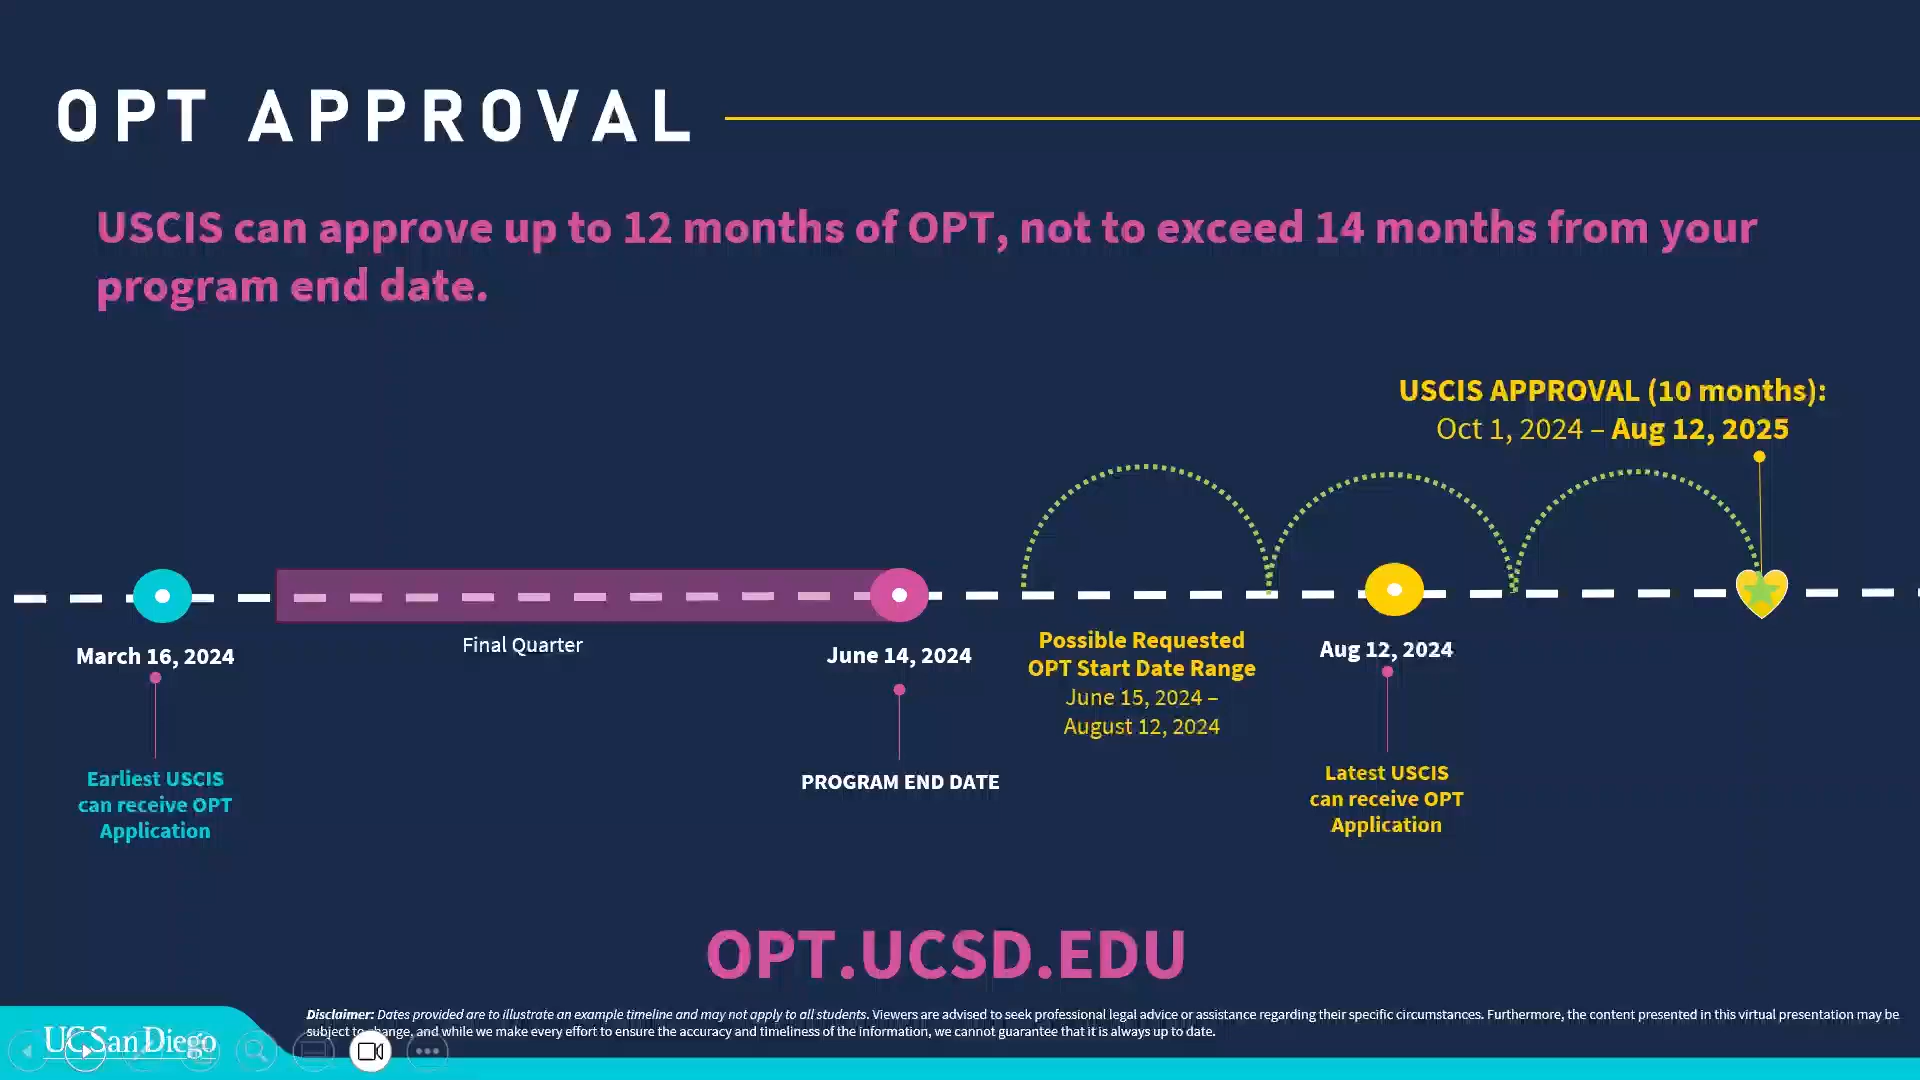 OPT APPROVAL
USCIS can approve up to 12 months of OPT, not to exceed 14 months from your
program end date.
USCIS APPROVAL (10 months):
Oct 1, 2024 – Aug 12, 2025
March 16, 2024
Final Quarter
June 14, 2024
Possible Requested
OPT Start Date Range
June 15, 2024 –
August 12, 2024
Aug 12, 2024
Earliest USCIS
can receive OPT
Application
PROGRAM END DATE
Latest USCIS
can receive OPT
Application
OPT.UCSD.EDU
Disclaimer: Dates provided are to illustrate an example timeline and may not apply to all students. Viewers are advised to seek professional legal advice or assistance regarding their specific circumstances. Furthermore, the content presented in this virtual presentation may be
subject to change, and while we make every effort to ensure the accuracy and timeliness of the information, we cannot guarantee that it is always up to date.
UC San Diego